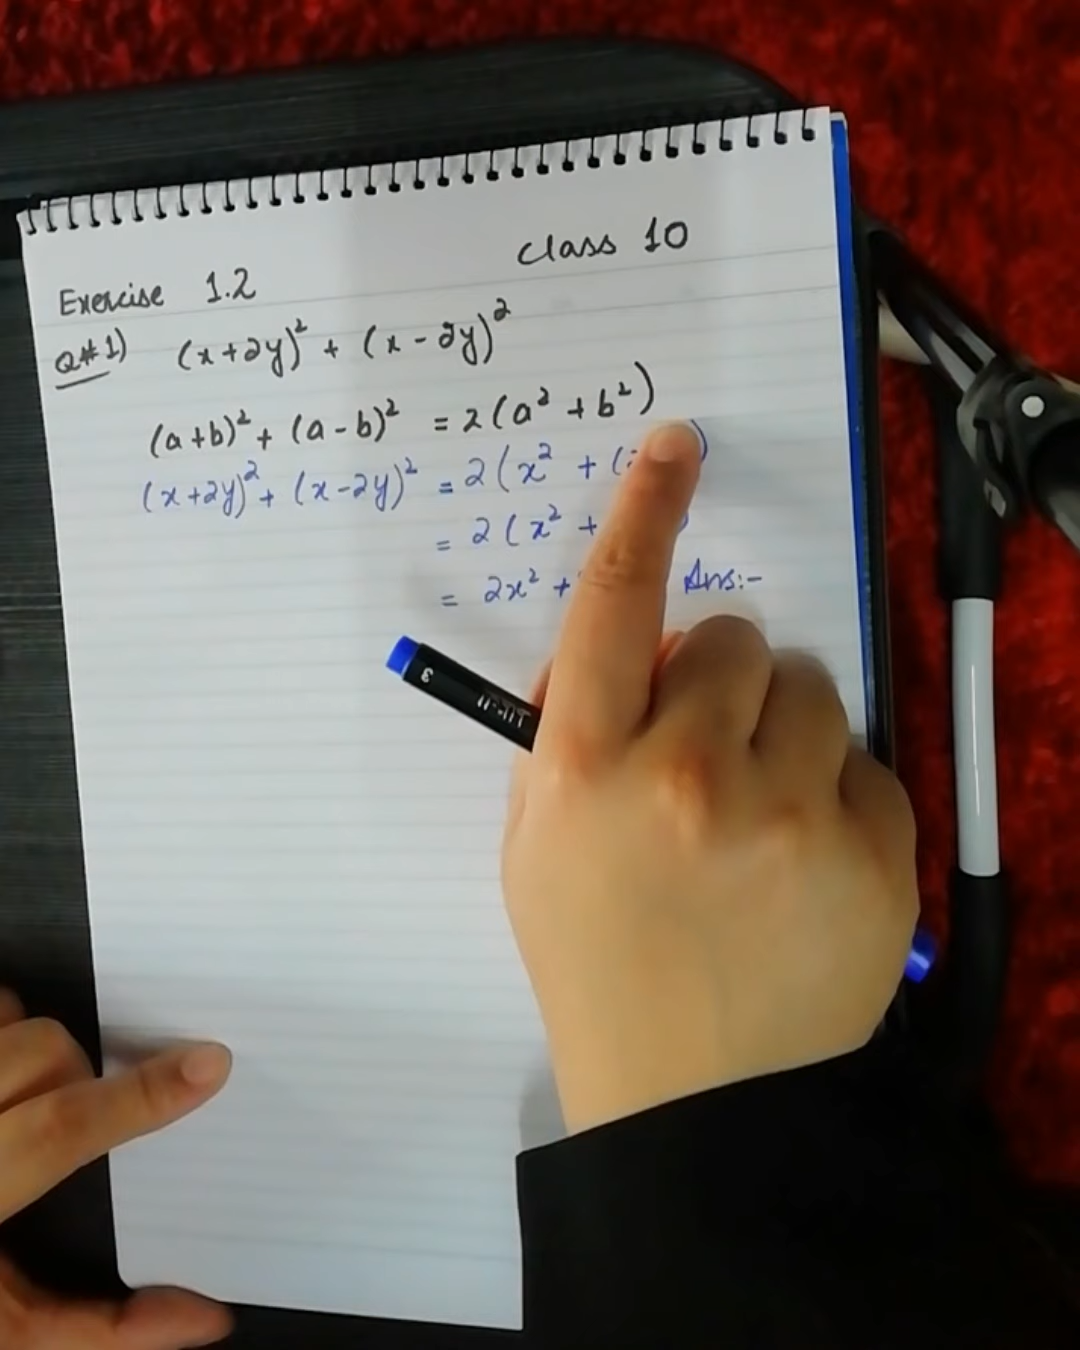 Class 10
Exercise 1.2
Q#1) (x+2y)² + (x-2y)²
(a+b)² + (a-b)² = 2(a² + b²)
(x+2y)² + (x-2y)² = 2(x² + (
= 2(x² +
= 2x² + Ans:-
3